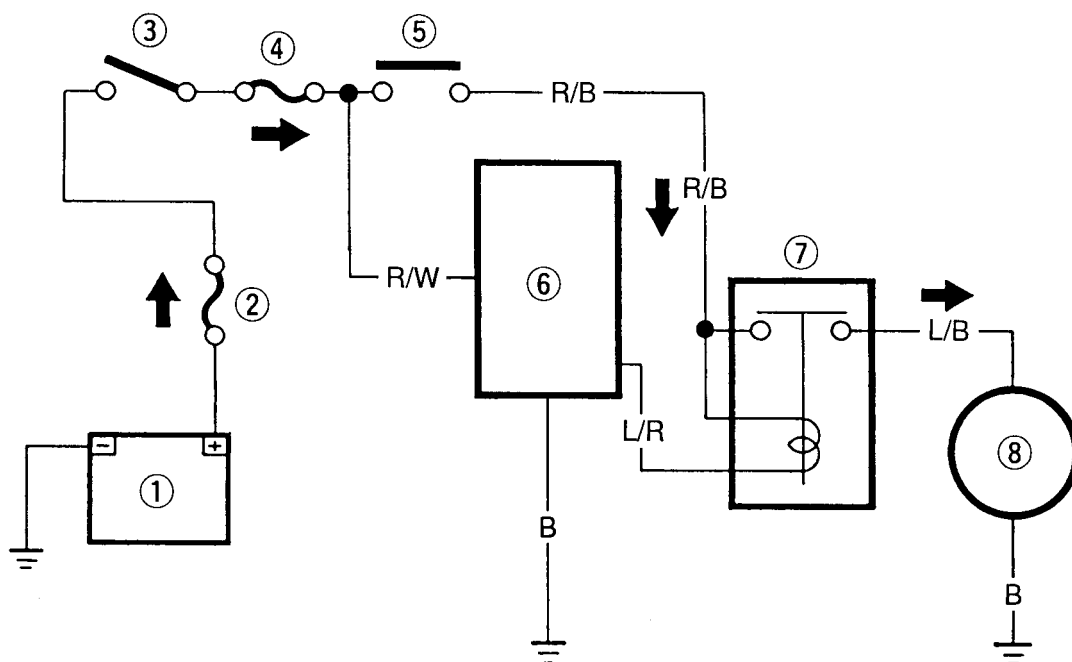 ③
④
⑤
R/B
R/B
⑦
R/W
⑥
②
L/B
L/R
- +
①
⑧
B
B